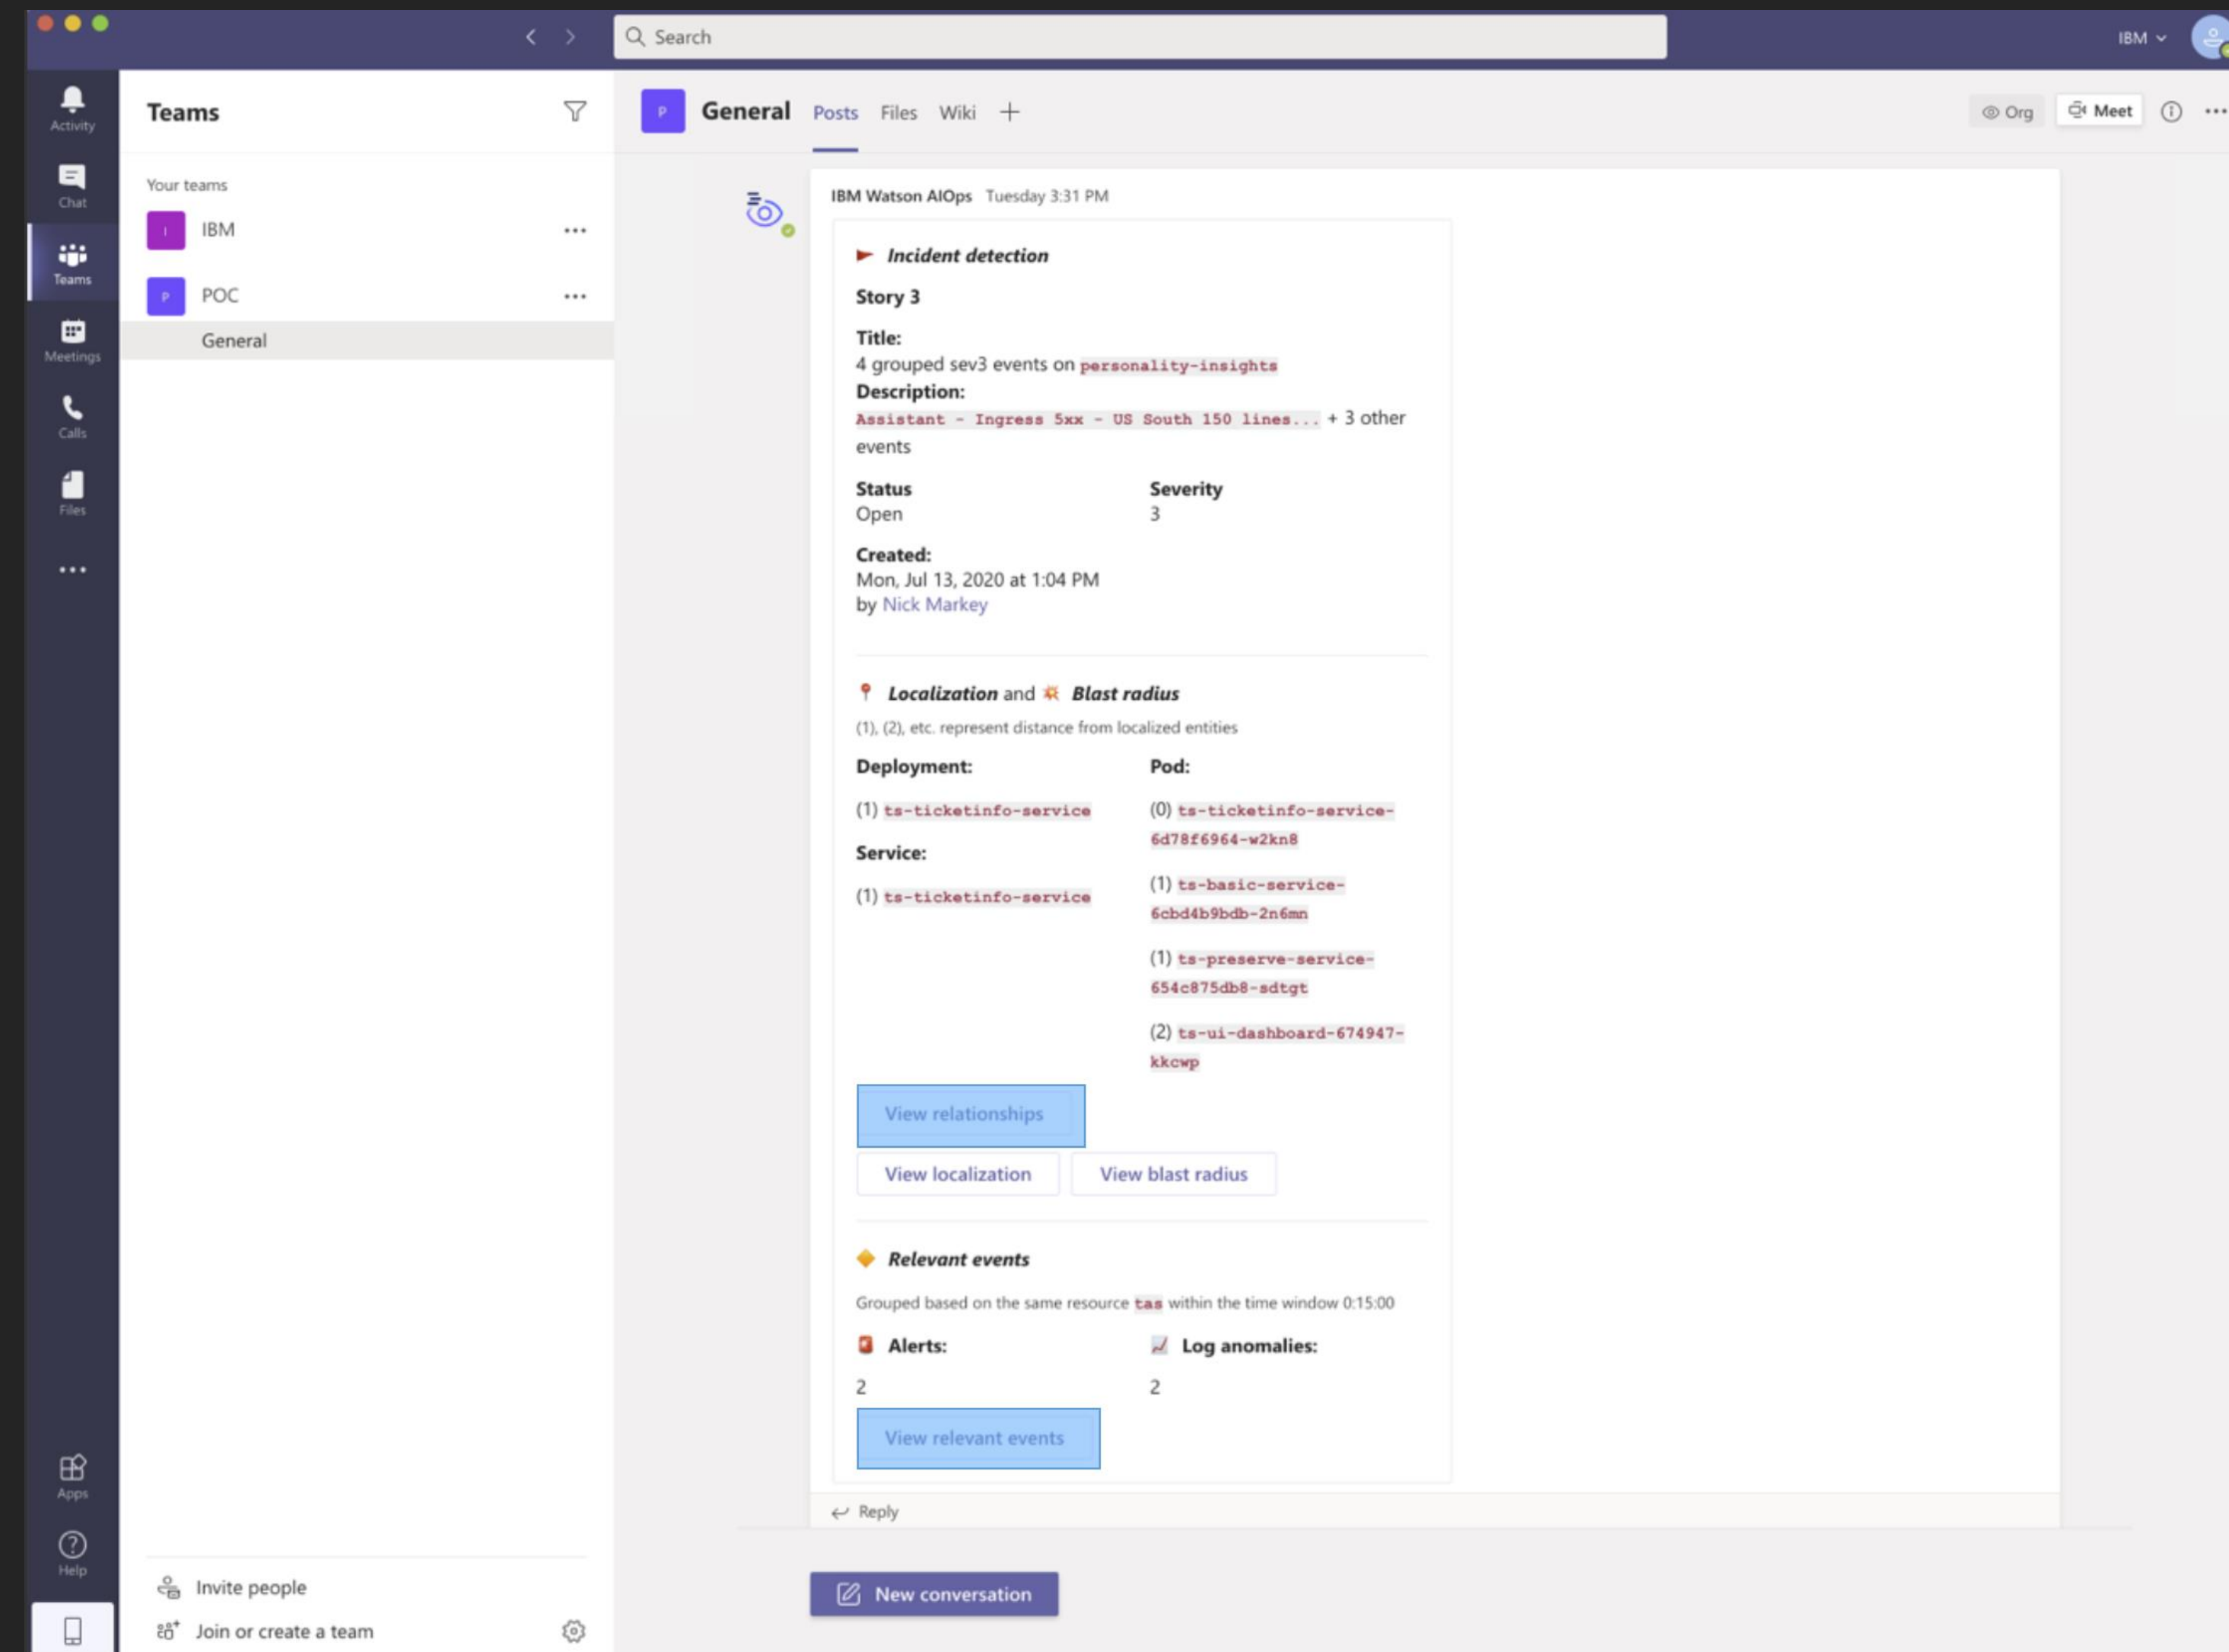 Search
IBM
Activity
Chat
Teams
Meetings
Calls
Files
Apps
Help
Teams
Your teams
I IBM
P POC
General
Invite people
Join or create a team
P General Posts Files Wiki
Org Meet
IBM Watson AIOps Tuesday 3:31 PM
Incident detection
Story 3
Title:
4 grouped sev3 events on personality-insights
Description:
Assistant - Ingress 5xx - US South 150 lines... + 3 other
events
Status Severity
Open 3
Created:
Mon, Jul 13, 2020 at 1:04 PM
by Nick Markey
Localization and Blast radius
(1), (2), etc. represent distance from localized entities
Deployment:
(1) ts-ticketinfo-service
Service:
(1) ts-ticketinfo-service
Pod:
(0) ts-ticketinfo-service-
6d78f6964-w2kn8
(1) ts-basic-service-
6cbd4b9bdb-2n6mn
(1) ts-preserve-service-
654c875db8-sdtgt
(2) ts-ui-dashboard-674947-
kkcwp
View relationships
View localization View blast radius
Relevant events
Grouped based on the same resource tas within the time window 0:15:00
Alerts: Log anomalies:
2 2
View relevant events
Reply
New conversation